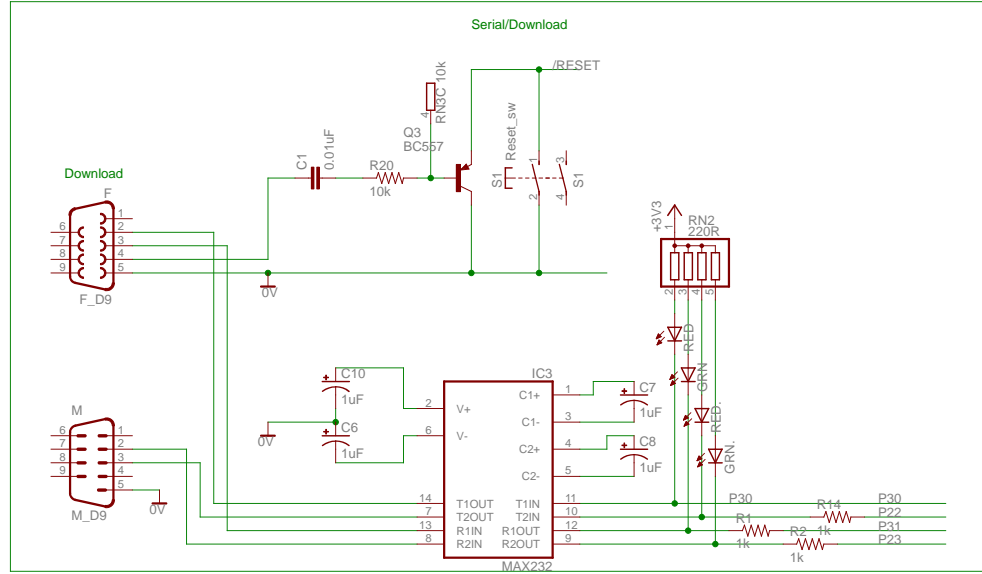 Serial/Download
/RESET
RN3C 10k
4
Q3
BC557
C1
0.01uF
R20
10k
Reset_sw
S1
1
2
3
4
S1
Download
F
1
2
3
4
5
6
7
8
9
F_D9
0V
+3V3
1
RN2
220R
2
3
4
5
RED
GRN
RED.
GRN.
C10
1uF
C6
1uF
0V
IC3
2
V+
6
V-
C1+
1
C1-
3
C2+
4
C2-
5
C7
1uF
C8
1uF
M
1
2
3
4
5
6
7
8
9
M_D9
0V
14
T1OUT
T1IN
11
7
T2OUT
T2IN
10
13
R1IN
R1OUT
12
8
R2IN
R2OUT
9
MAX232
P30
P30
R14
1k
P22
R1
1k
P31
R2
1k
P23